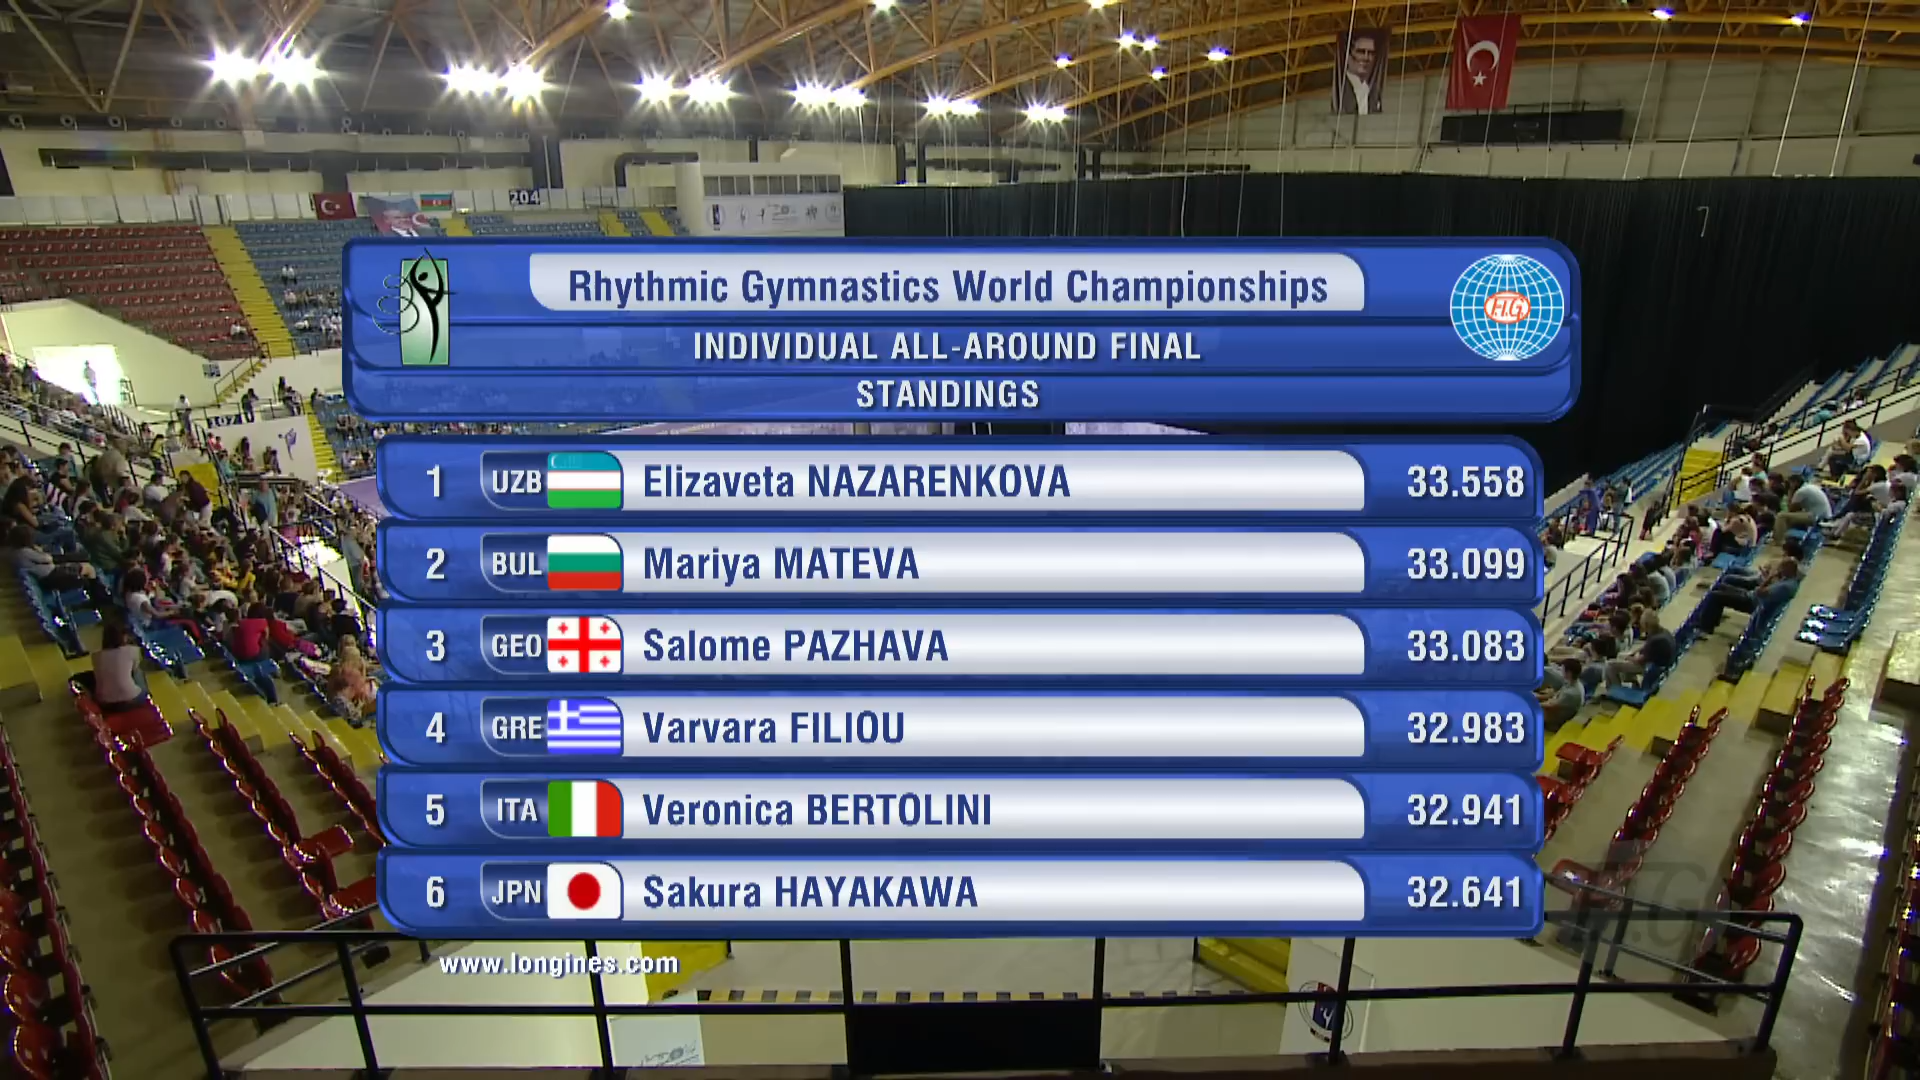 204
107
Rhythmic Gymnastics World Championships
F.I.G.
INDIVIDUAL ALL-AROUND FINAL
STANDINGS
1 UZB Elizaveta NAZARENKOVA 33.558
2 BUL Mariya MATEVA 33.099
3 GEO Salome PAZHAVA 33.083
4 GRE Varvara FILIOU 32.983
5 ITA Veronica BERTOLINI 32.941
6 JPN Sakura HAYAKAWA 32.641
F.I.G.
www.longines.com